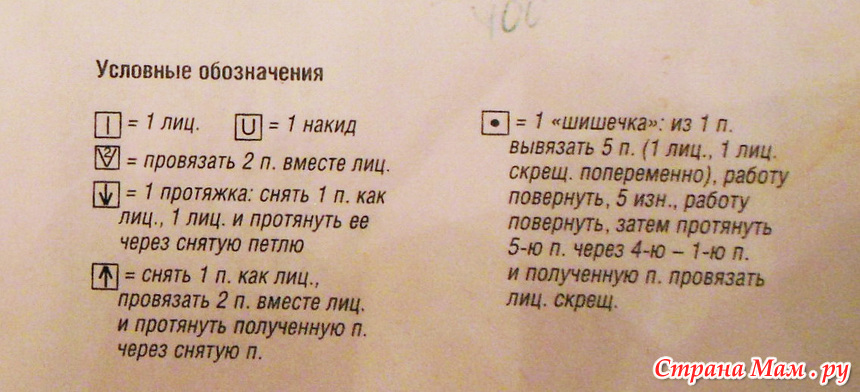 400
Условные обозначения
| = 1 лиц. U = 1 накид
2 = провязать 2 п. вместе лиц.
↓ = 1 протяжка: снять 1 п. как
лиц., 1 лиц. и протянуть ее
через снятую петлю
↑ = снять 1 п. как лиц.,
провязать 2 п. вместе лиц.
и протянуть полученную п.
через снятую п.
• = 1 «шишечка»: из 1 п.
вывязать 5 п. (1 лиц., 1 лиц.
скрещ. попеременно), работу
повернуть, 5 изн., работу
повернуть, затем протянуть
5-ю п. через 4-ю – 1-ю п.
и полученную п. провязать
лиц. скрещ.
Страна Мам.ру